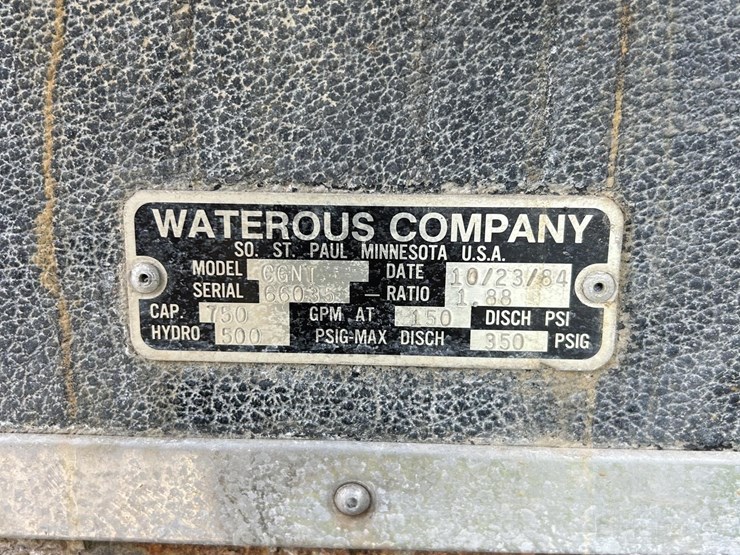 WATEROUS COMPANY
SO. ST. PAUL MINNESOTA U.S.A.
MODEL CGNT DATE 10/23/84
SERIAL 66035 – RATIO 1.88
CAP. 750 GPM AT 150 DISCH PSI
HYDRO 500 PSIG-MAX DISCH 350 PSIG